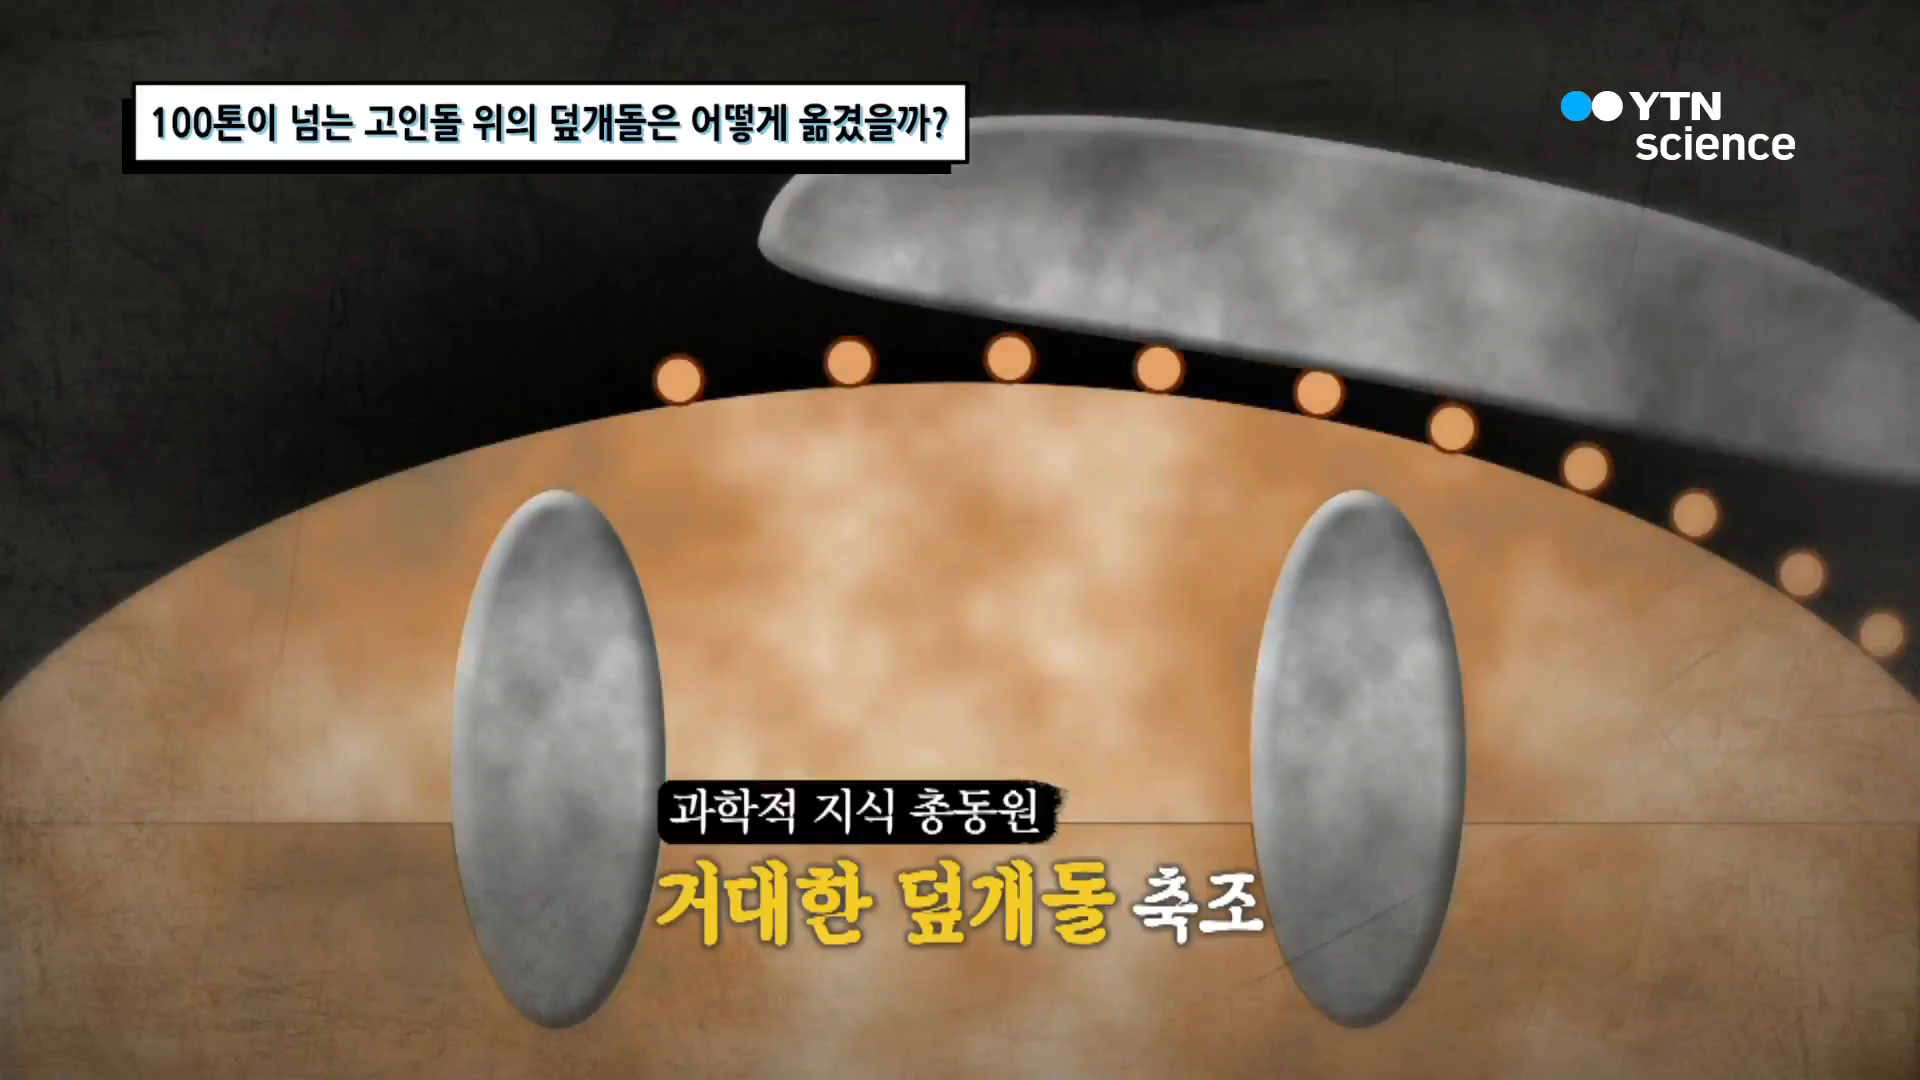 100톤이 넘는 고인돌 위의 덮개돌은 어떻게 옮겼을까?
YTN
science
과학적 지식 총동원
거대한 덮개돌 축조